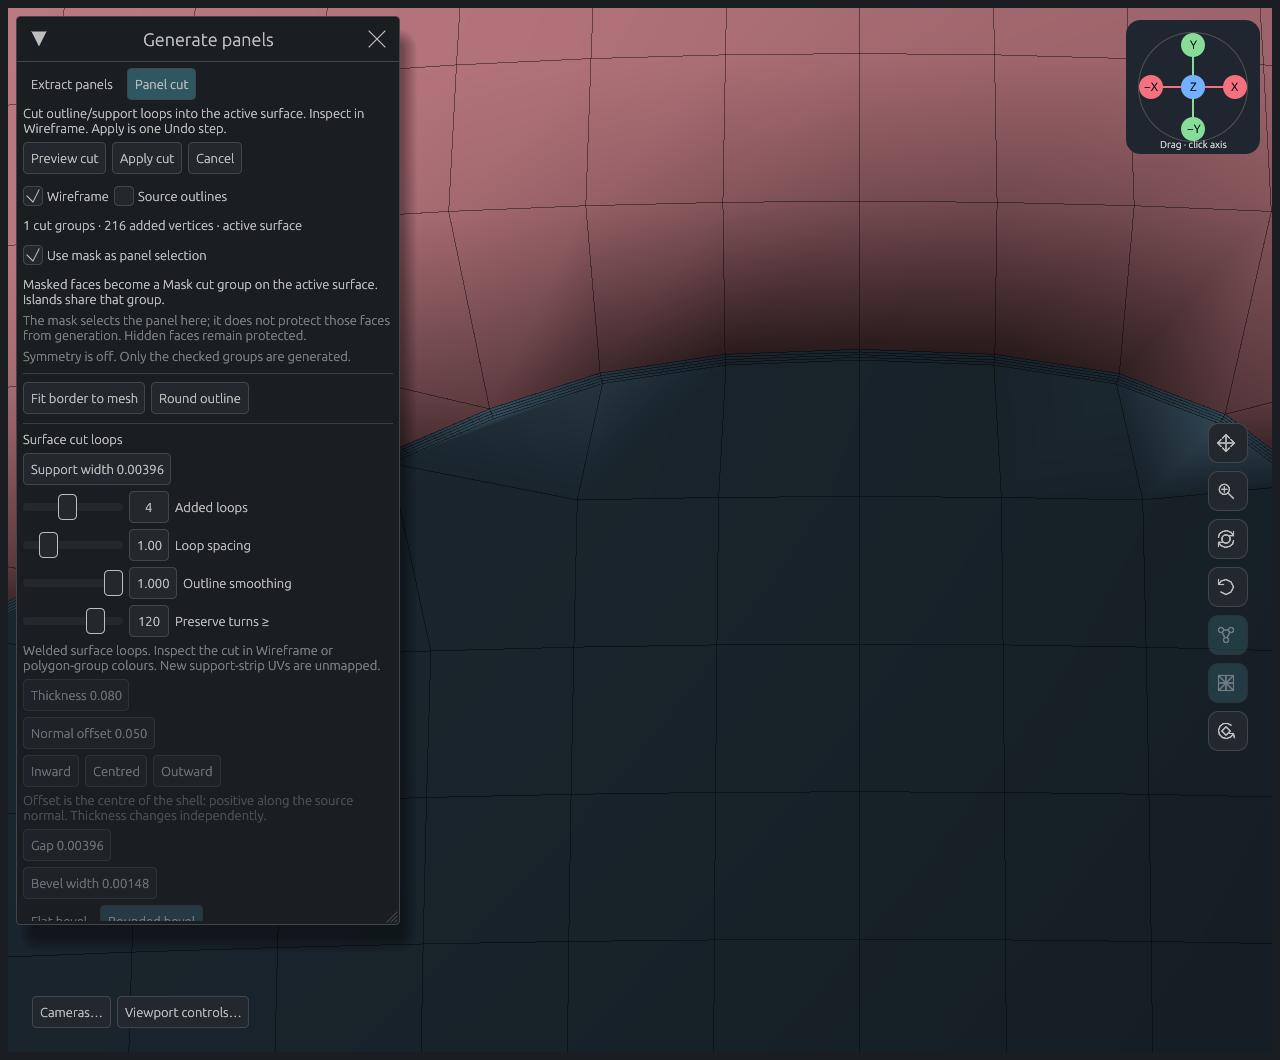 Generate panels
Extract panels
Panel cut
Cut outline/support loops into the active surface. Inspect in
Wireframe. Apply is one Undo step.
Preview cut
Apply cut
Cancel
Wireframe
Source outlines
1 cut groups · 216 added vertices · active surface
Use mask as panel selection
Masked faces become a Mask cut group on the active surface.
Islands share that group.
The mask selects the panel here; it does not protect those faces
from generation. Hidden faces remain protected.
Symmetry is off. Only the checked groups are generated.
Fit border to mesh
Round outline
Surface cut loops
Support width 0.00396
4 Added loops
1.00 Loop spacing
1.000 Outline smoothing
120 Preserve turns ≥
Welded surface loops. Inspect the cut in Wireframe or
polygon-group colours. New support-strip UVs are unmapped.
Thickness 0.080
Normal offset 0.050
Inward
Centred
Outward
Offset is the centre of the shell: positive along the source
normal. Thickness changes independently.
Gap 0.00396
Bevel width 0.00148
Flat bevel
Rounded bevel
Cameras...
Viewport controls...
Y
−X
Z
X
−Y
Drag · click axis